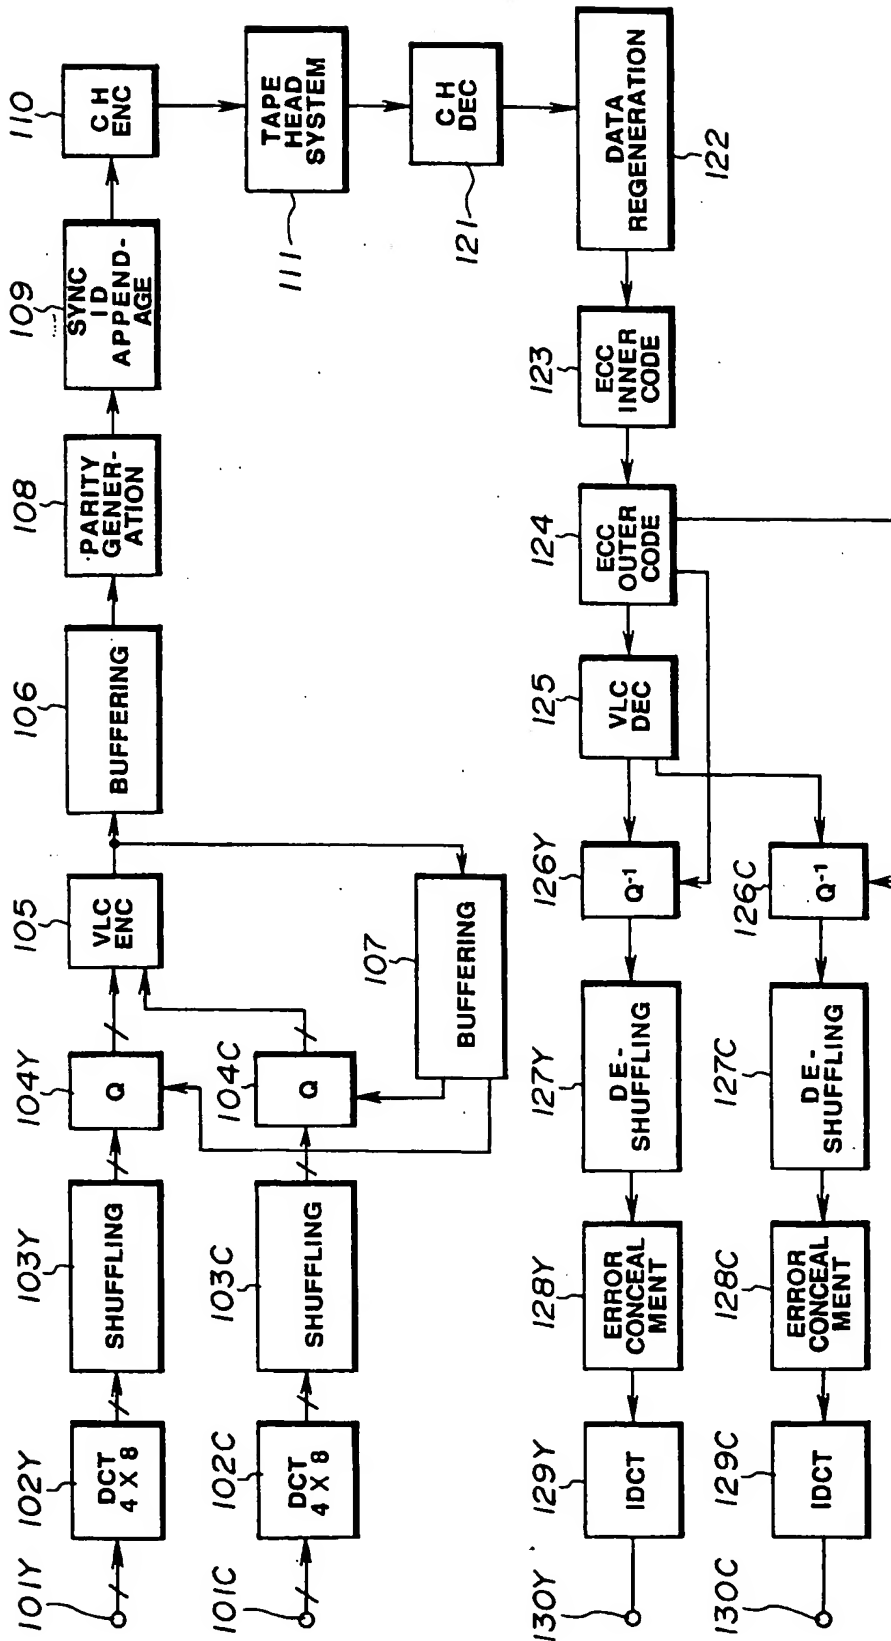 101Y
102Y
DCT
4 X 8
103Y
SHUFFLING
104Y
Q
105
VLC
ENC
106
BUFFERING
108
PARITY
GENER-
ATION
109
SYNC
ID
APPEND-
AGE
110
C H
ENC
101C
102C
DCT
4 X 8
103C
SHUFFLING
104C
Q
107
BUFFERING
TAPE
HEAD
SYSTEM
111
C H
DEC
121
DATA
REGENERATION
122
123
ECC
INNER
CODE
124
ECC
OUTER
CODE
125
VLC
DEC
126Y
Q-1
127Y
DE-
SHUFFLING
128Y
ERROR
CONCEAL
MENT
129Y
IDCT
130Y
126C
Q-1
127C
DE-
SHUFFLING
128C
ERROR
CONCEAL
MENT
129C
IDCT
130C